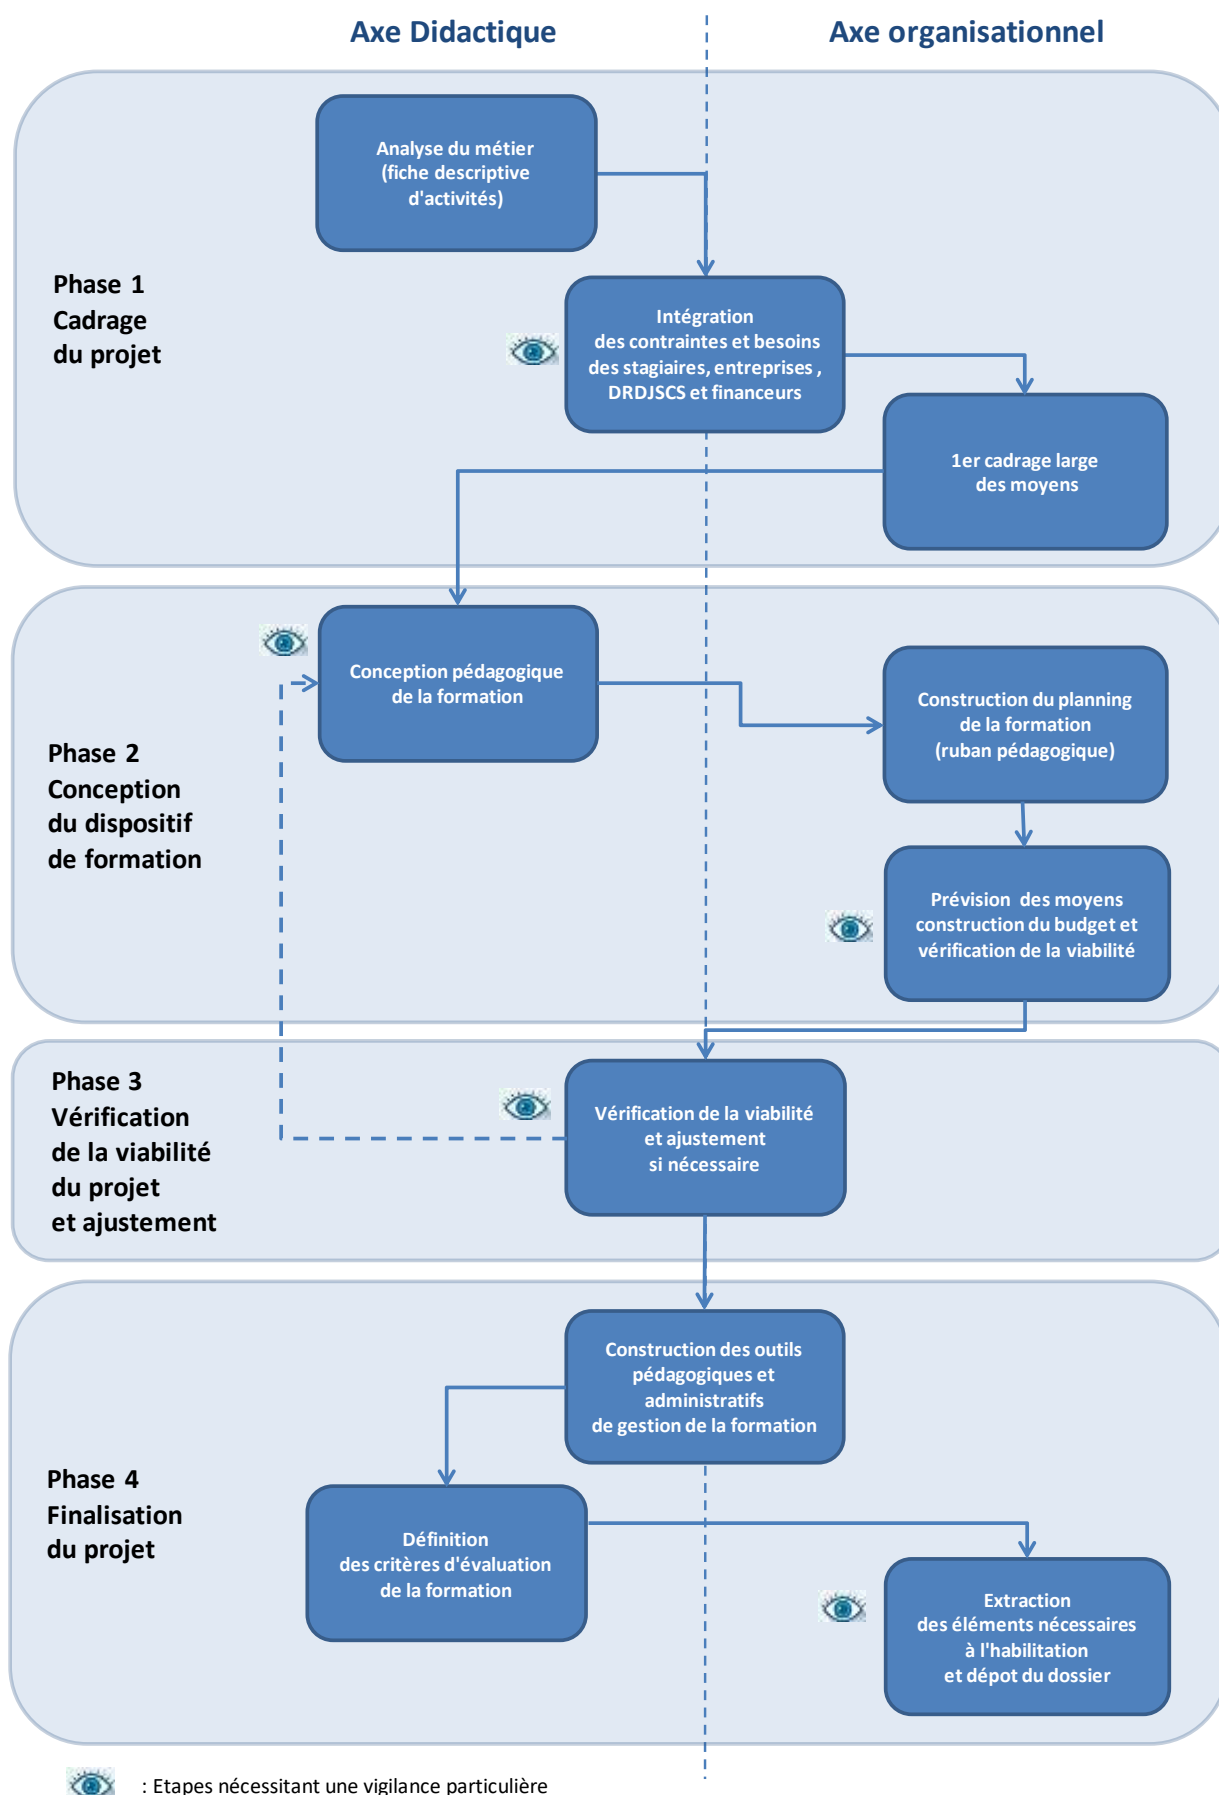 Axe Didactique
Axe organisationnel
Phase 1
Cadrage
du projet
Analyse du métier
(fiche descriptive
d'activités)
Intégration
des contraintes et besoins
des stagiaires, entreprises ,
DRDJSCS et financeurs
1er cadrage large
des moyens
Phase 2
Conception
du dispositif
de formation
Conception pédagogique
de la formation
Construction du planning
de la formation
(ruban pédagogique)
Prévision des moyens
construction du budget et
vérification de la viabilité
Phase 3
Vérification
de la viabilité
du projet
et ajustement
Vérification de la viabilité
et ajustement
si nécessaire
Phase 4
Finalisation
du projet
Construction des outils
pédagogiques et
administratifs
de gestion de la formation
Définition
des critères d'évaluation
de la formation
Extraction
des éléments nécessaires
à l'habilitation
et dépot du dossier
: Etapes nécessitant une vigilance particulière